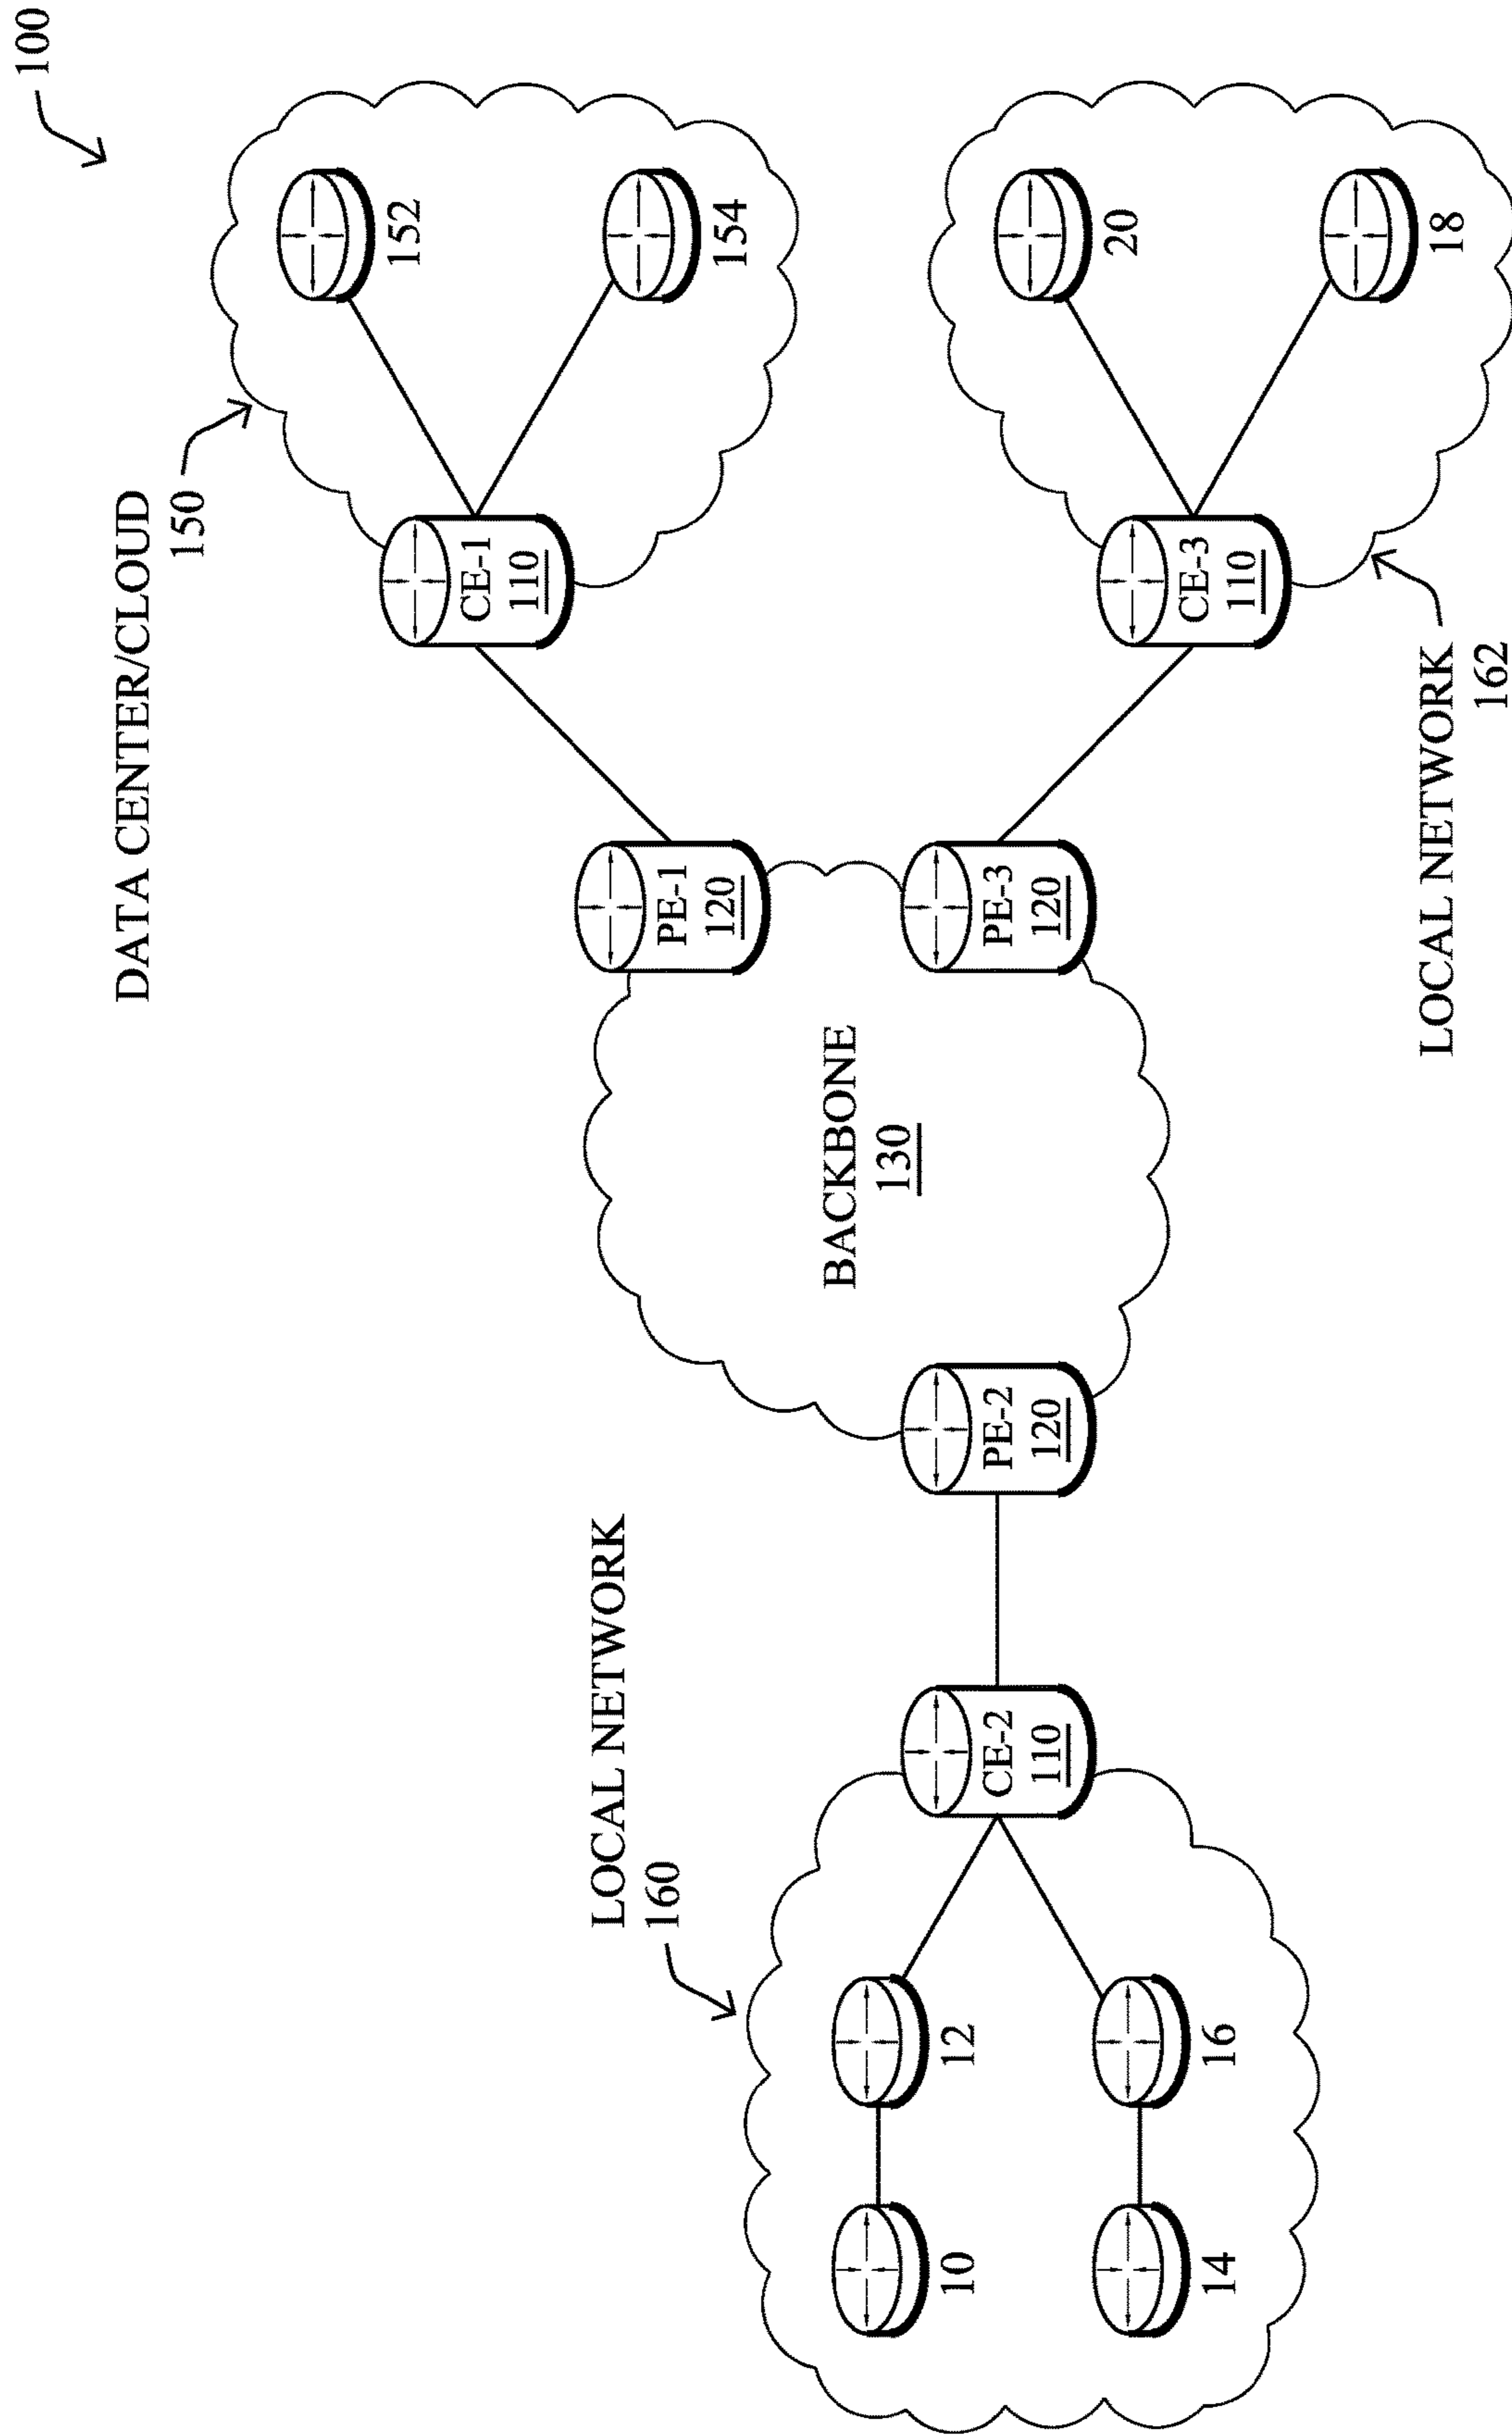 100
DATA CENTER/CLOUD
150
152
CE-1
110
154
PE-1
120
LOCAL NETWORK
160
BACKBONE
130
10
12
CE-2
110
PE-2
120
PE-3
120
CE-3
110
20
14
16
18
LOCAL NETWORK
162